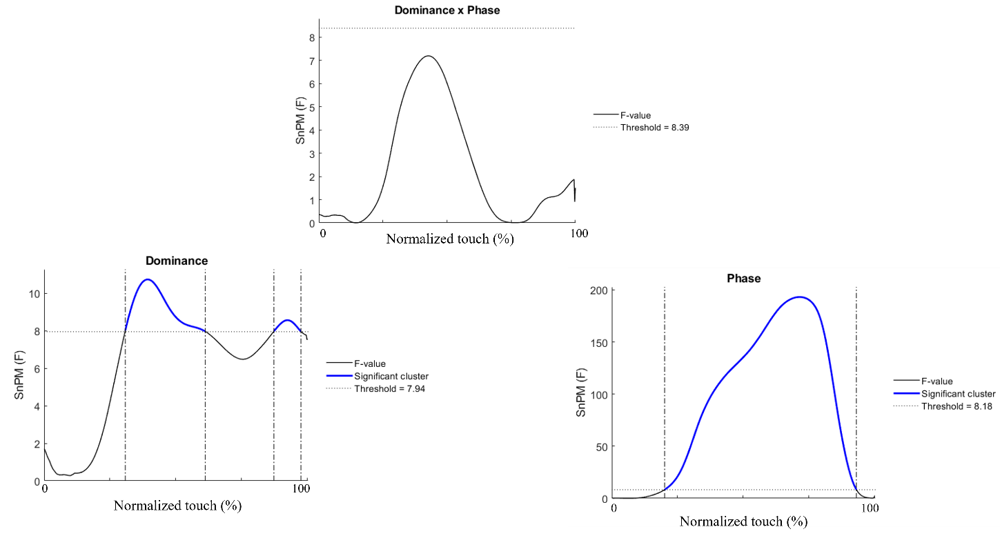 Dominance x Phase
8
7
6
5
4
3
2
1
0
SnPM (F)
0
100
Normalized touch (%)
F-value
Threshold = 8.39
Dominance
10
8
6
4
2
0
SnPM (F)
0
100
Normalized touch (%)
F-value
Significant cluster
Threshold = 7.94
Phase
200
150
100
50
0
SnPM (F)
0
100
Normalized touch (%)
F-value
Significant cluster
Threshold = 8.18